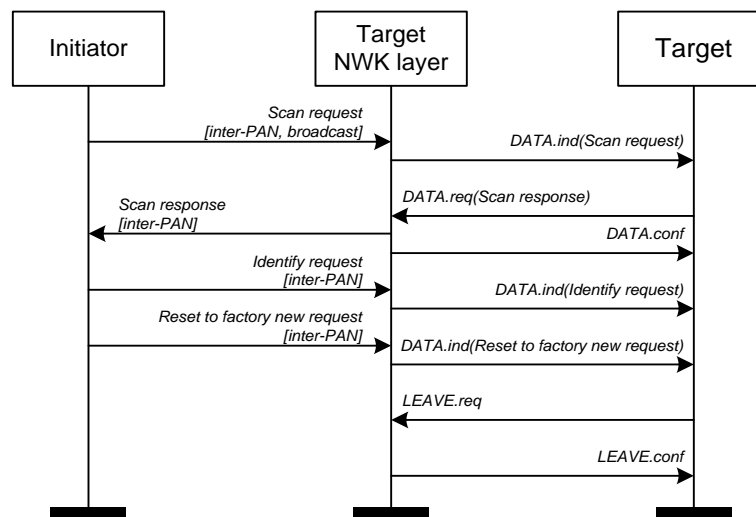 Initiator
Target
NWK layer
Target
Scan request
[inter-PAN, broadcast]
DATA.ind(Scan request)
DATA.req(Scan response)
Scan response
[inter-PAN]
DATA.conf
Identify request
[inter-PAN]
DATA.ind(Identify request)
Reset to factory new request
[inter-PAN]
DATA.ind(Reset to factory new request)
LEAVE.req
LEAVE.conf